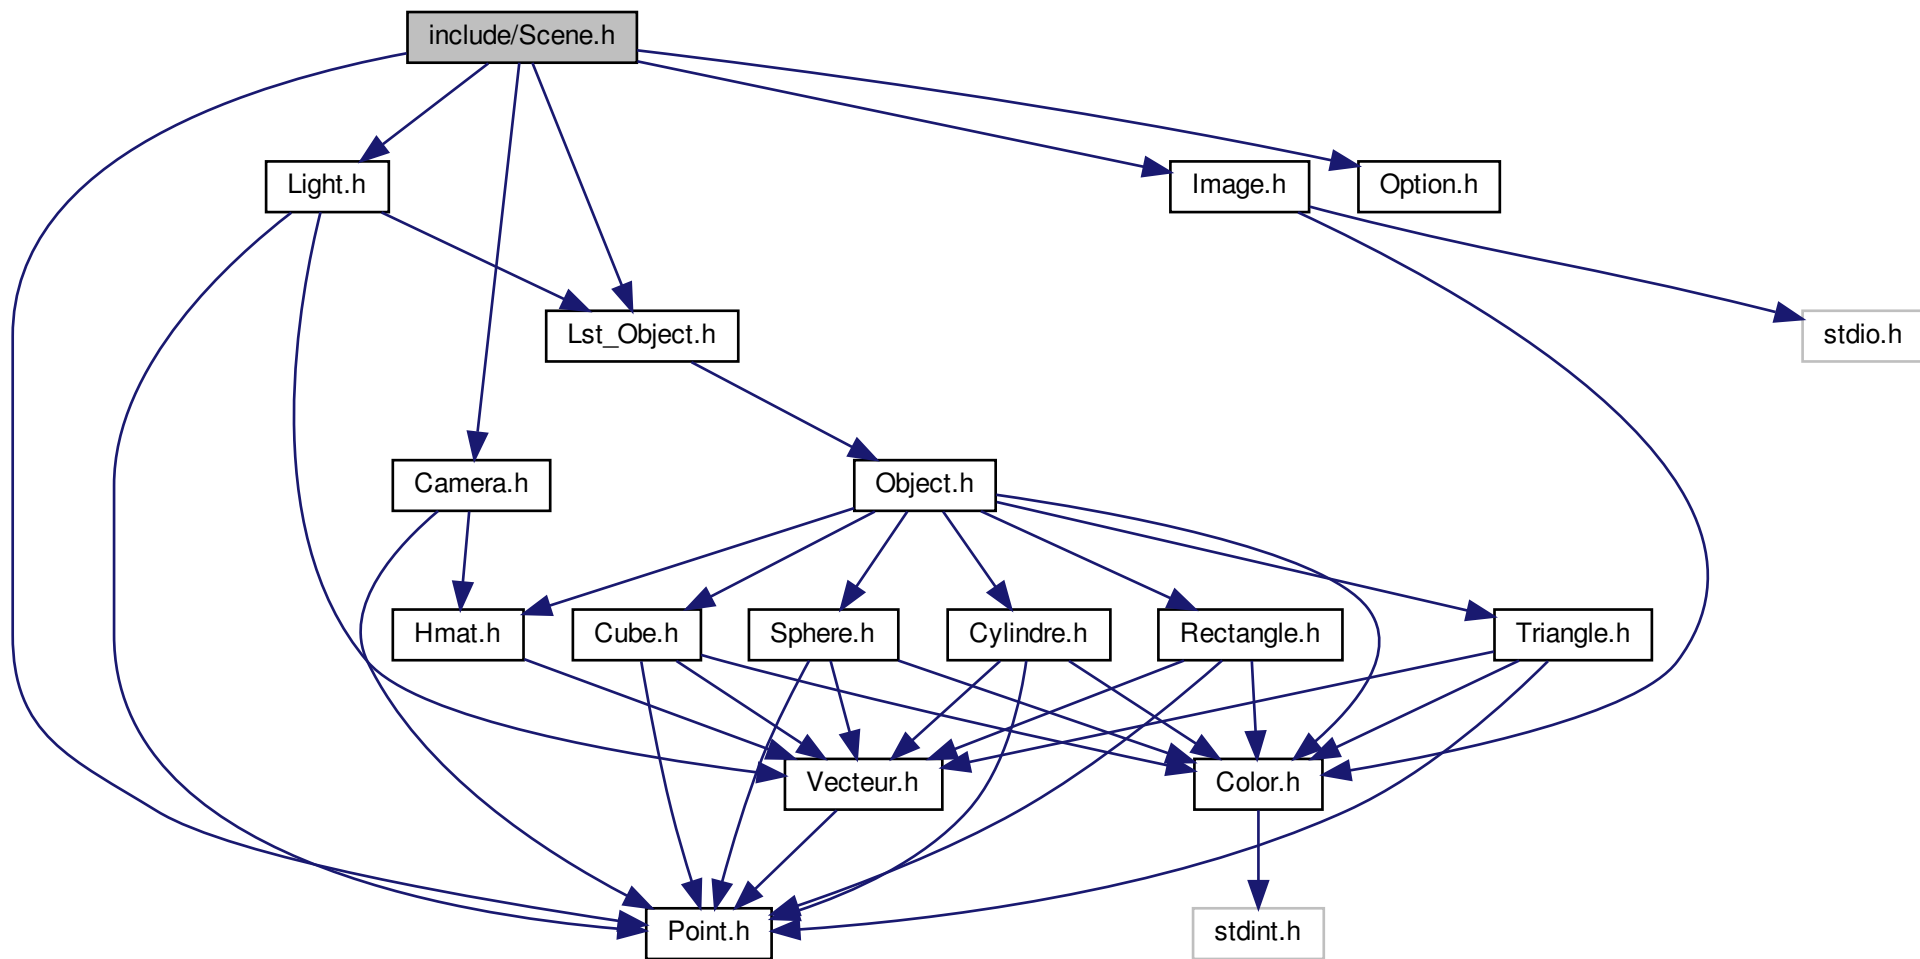 include/Scene.h
Light.h
Image.h
Option.h
Lst_Object.h
stdio.h
Camera.h
Object.h
Hmat.h
Cube.h
Sphere.h
Cylindre.h
Rectangle.h
Triangle.h
Vecteur.h
Color.h
Point.h
stdint.h